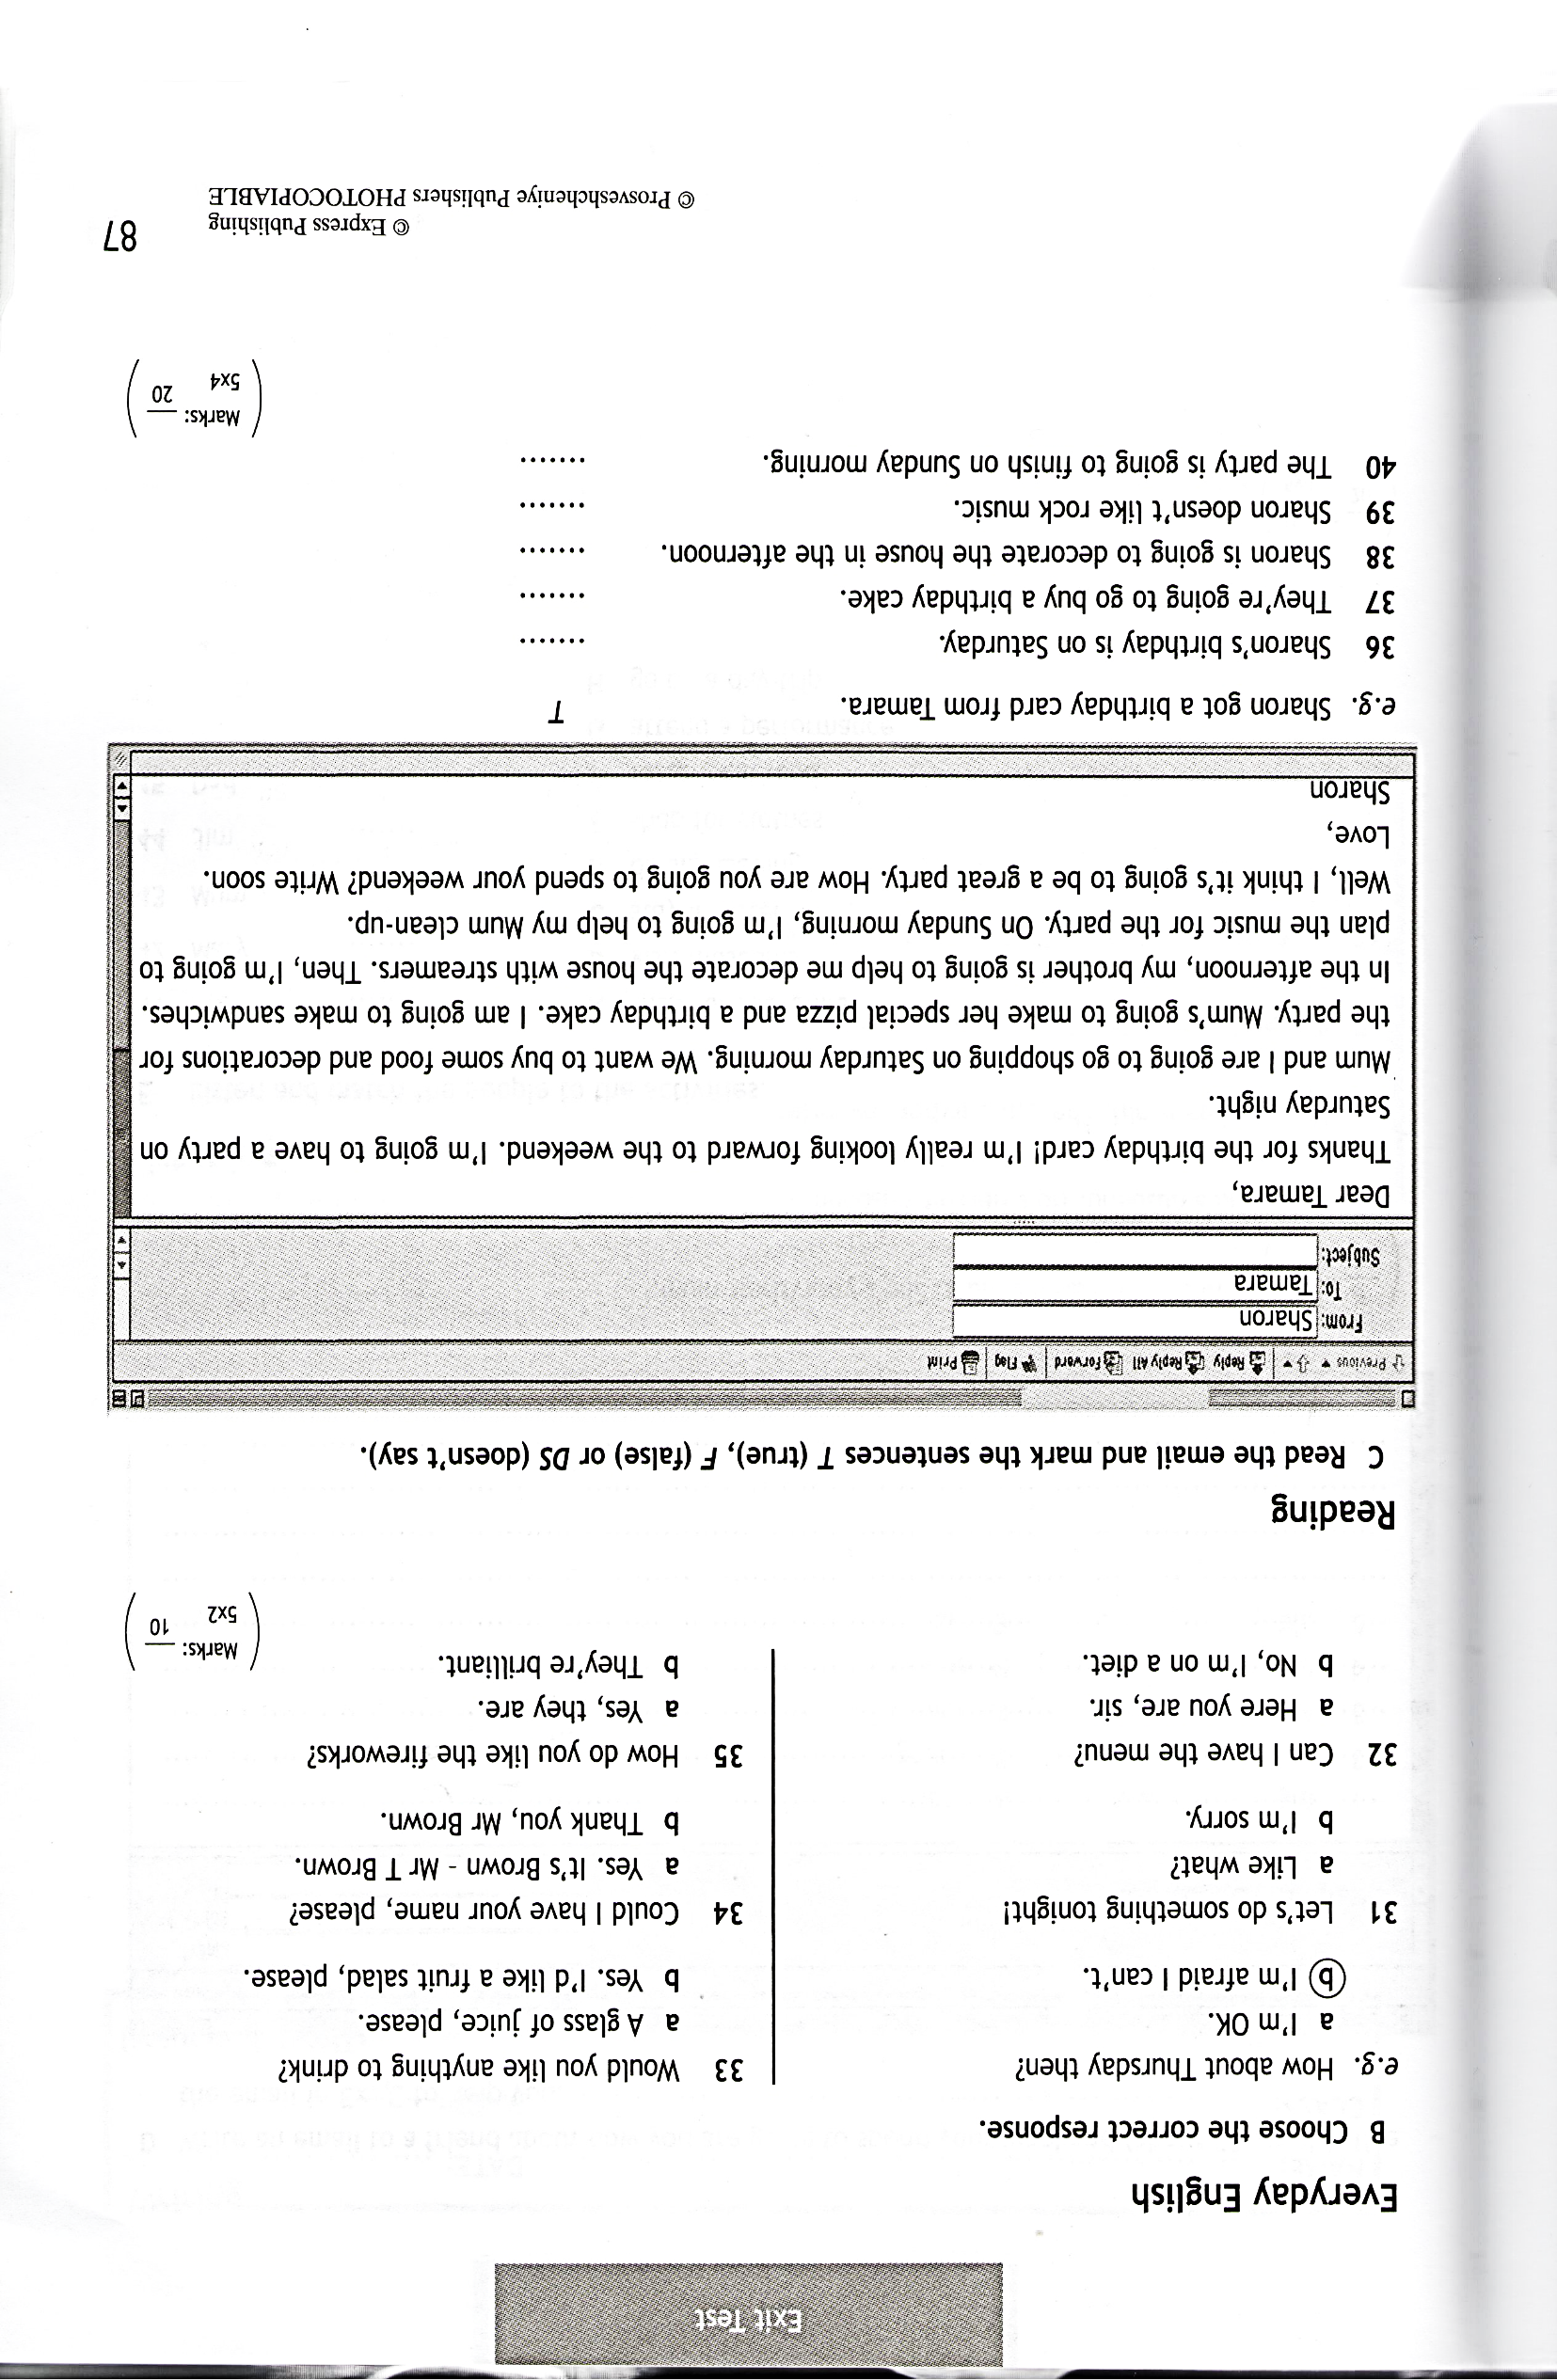 Exit Test
Everyday English
B Choose the correct response.
e.g. How about Thursday then?
a I'm OK.
b I'm afraid I can't.
31 Let's do something tonight!
a Like what?
b I'm sorry.
32 Can I have the menu?
a Here you are, sir.
b No, I'm on a diet.
33 Would you like anything to drink?
a A glass of juice, please.
b Yes. I'd like a fruit salad, please.
34 Could I have your name, please?
a Yes. It's Brown - Mr T Brown.
b Thank you, Mr Brown.
35 How do you like the fireworks?
a Yes, they are.
b They're brilliant.
Marks: __
5x2 10
Reading
C Read the email and mark the sentences T (true), F (false) or DS (doesn't say).
Previous Reply Reply All Forward Flag Print
From: Sharon
To: Tamara
Subject:
Dear Tamara,
Thanks for the birthday card! I'm really looking forward to the weekend. I'm going to have a party on
Saturday night.
Mum and I are going to go shopping on Saturday morning. We want to buy some food and decorations for
the party. Mum's going to make her special pizza and a birthday cake. I am going to make sandwiches.
In the afternoon, my brother is going to help me decorate the house with streamers. Then, I'm going to
plan the music for the party. On Sunday morning, I'm going to help my Mum clean-up.
Well, I think it's going to be a great party. How are you going to spend your weekend? Write soon.
Love,
Sharon
e.g. Sharon got a birthday card from Tamara. T
36 Sharon's birthday is on Saturday. .......
37 They're going to go buy a birthday cake. .......
38 Sharon is going to decorate the house in the afternoon. .......
39 Sharon doesn't like rock music. .......
40 The party is going to finish on Sunday morning. .......
Marks: __
5x4 20
© Express Publishing
© Prosveshcheniye Publishers PHOTOCOPIABLE
87